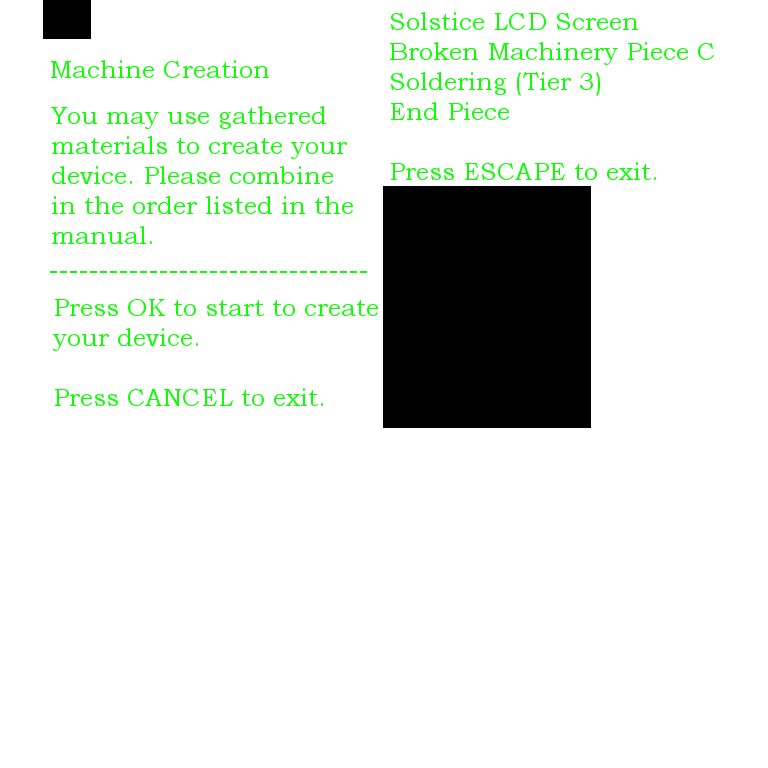 Machine Creation
You may use gathered
materials to create your
device. Please combine
in the order listed in the
manual.
--------------------------------
Press OK to start to create
your device.
Press CANCEL to exit.
Solstice LCD Screen
Broken Machinery Piece C
Soldering (Tier 3)
End Piece
Press ESCAPE to exit.